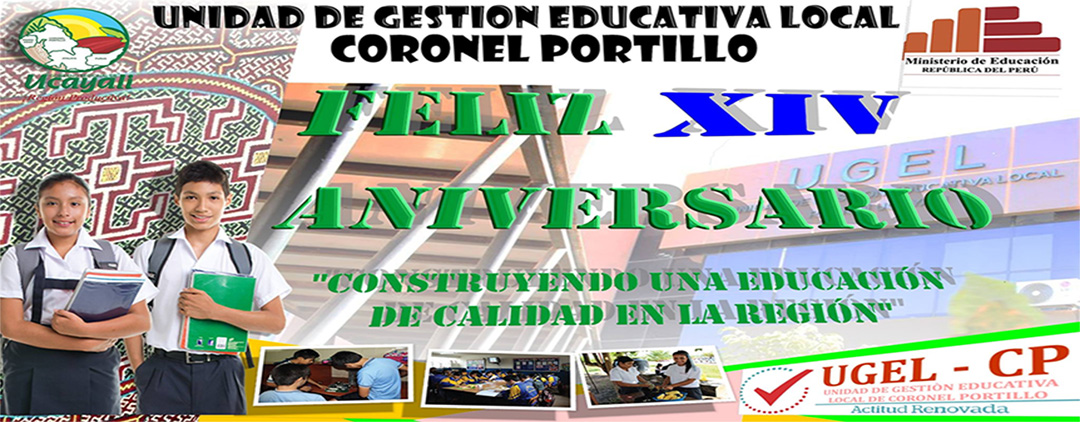 UNIDAD DE GESTION EDUCATIVA LOCAL
CORONEL PORTILLO
Ucayali
Ministerio de Educación
REPÚBLICA DEL PERÚ
FELIZ XIV
ANIVERSARIO
UGEL
EDUCATIVA LOCAL
"CONSTRUYENDO UNA EDUCACIÓN
DE CALIDAD EN LA REGIÓN"
UGEL - CP
UNIDAD DE GESTIÓN EDUCATIVA
LOCAL DE CORONEL PORTILLO
Actitud Renovada